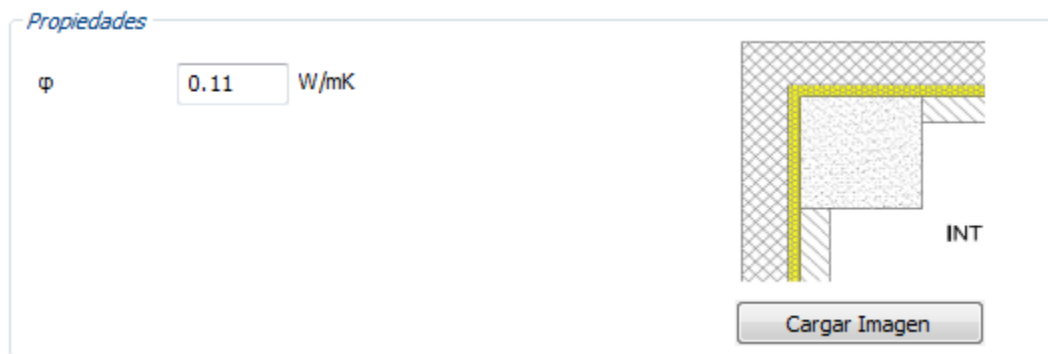 Propiedades
φ 0.11 W/mK
INT
Cargar Imagen